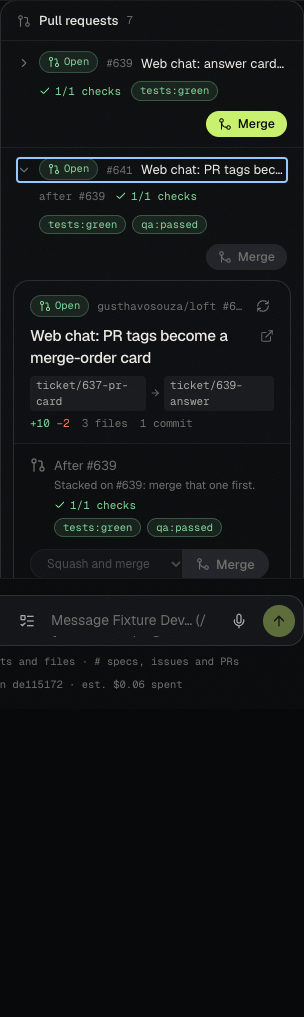 Pull requests 7
Open #639 Web chat: answer card…
1/1 checks tests:green
Merge
Open #641 Web chat: PR tags bec…
after #639 1/1 checks
tests:green qa:passed
Merge
Open gusthavosouza/loft #6…
Web chat: PR tags become a
merge-order card
ticket/637-pr-card → ticket/639-answer
+10 −2 3 files 1 commit
After #639
Stacked on #639: merge that one first.
1/1 checks
tests:green qa:passed
Squash and merge Merge
Message Fixture Dev… (/
ts and files · # specs, issues and PRs
n de115172 · est. $0.06 spent